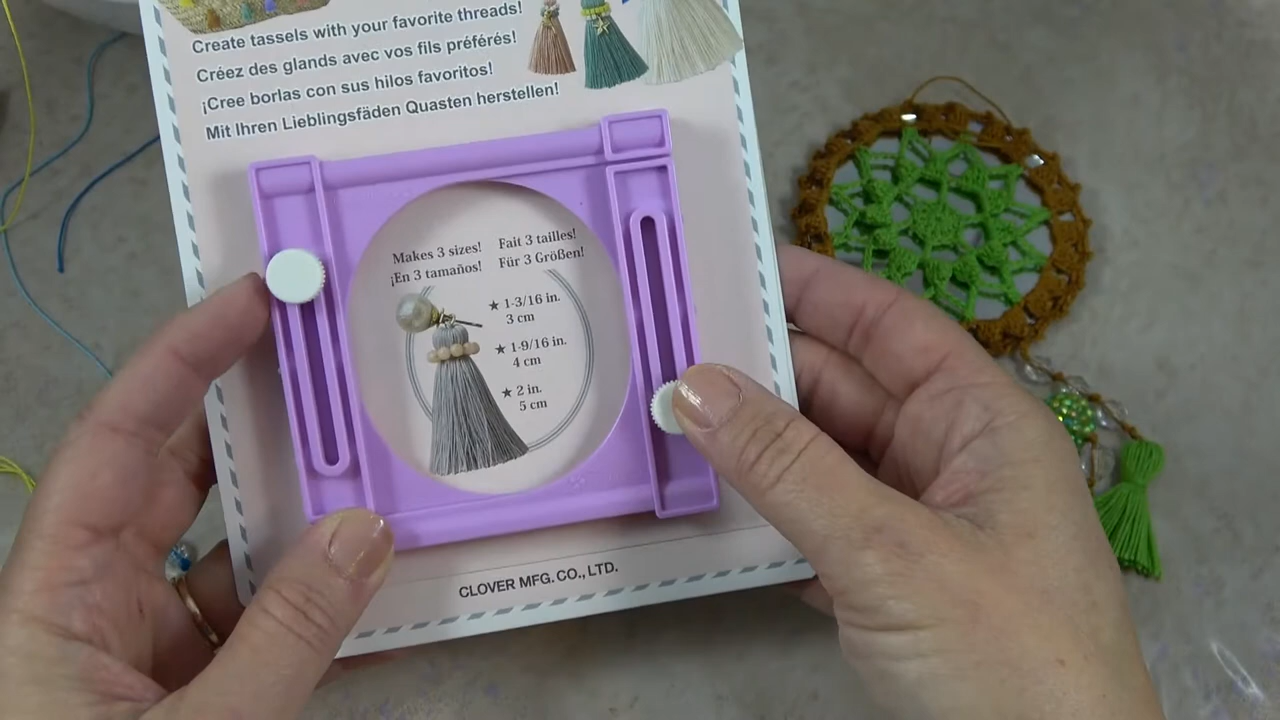 Create tassels with your favorite threads!
Créez des glands avec vos fils préférés!
¡Cree borlas con sus hilos favoritos!
Mit Ihren Lieblingsfäden Quasten herstellen!
Makes 3 sizes! Fait 3 tailles!
¡En 3 tamaños! Für 3 Größen!
★ 1-3/16 in.
3 cm
★ 1-9/16 in.
4 cm
★ 2 in.
5 cm
CLOVER MFG. CO., LTD.